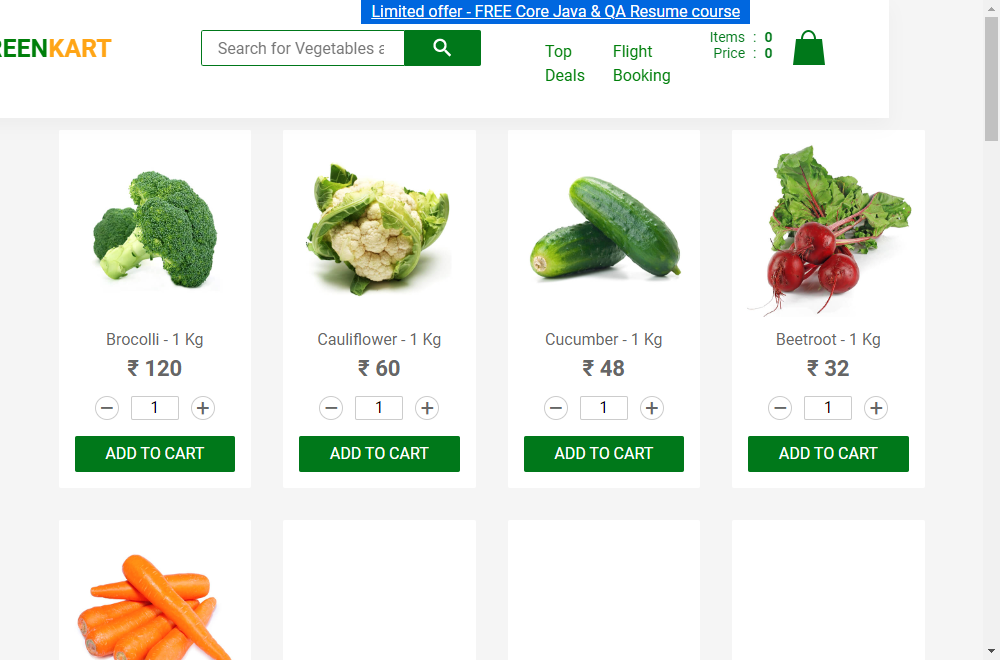 Limited offer - FREE Core Java & QA Resume course
REENKART
Search for Vegetables a
Top
Deals
Flight
Booking
Items : 0
Price : 0
Brocolli - 1 Kg
₹ 120
– 1 +
ADD TO CART
Cauliflower - 1 Kg
₹ 60
– 1 +
ADD TO CART
Cucumber - 1 Kg
₹ 48
– 1 +
ADD TO CART
Beetroot - 1 Kg
₹ 32
– 1 +
ADD TO CART